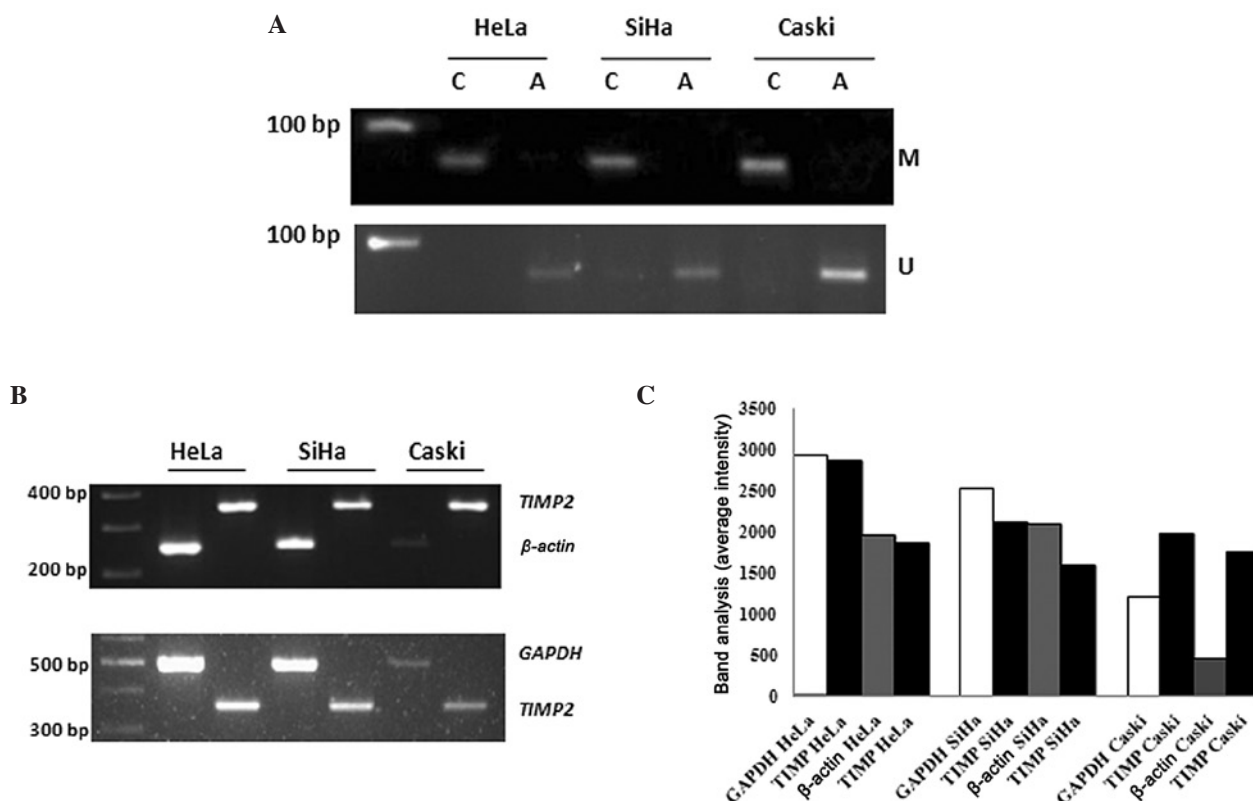 A
HeLa SiHa Caski
C A C A C A
100 bp
M
100 bp
U
B
HeLa SiHa Caski
400 bp
TIMP2
β-actin
200 bp
GAPDH
500 bp
TIMP2
300 bp
C
Band analysis (average intensity)
3500
3000
2500
2000
1500
1000
500
0
GAPDH HeLa
TIMP HeLa
β-actin HeLa
TIMP HeLa
GAPDH SiHa
TIMP SiHa
β-actin SiHa
TIMP SiHa
GAPDH Caski
TIMP Caski
β-actin Caski
TIMP Caski